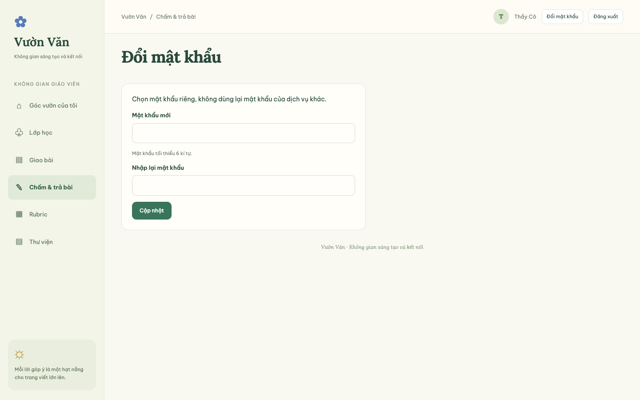 Vườn Văn
Không gian sáng tạo và kết nối
KHÔNG GIAN GIÁO VIÊN
Góc vườn của tôi
Lớp học
Giao bài
Chấm & trả bài
Rubric
Thư viện
Mỗi lời góp ý là một hạt nắng
cho trang viết lớn lên.
Vườn Văn / Chấm & trả bài
T Thầy Cô Đổi mật khẩu Đăng xuất
Đổi mật khẩu
Chọn mật khẩu riêng, không dùng lại mật khẩu của dịch vụ khác.
Mật khẩu mới
Mật khẩu tối thiểu 6 kí tự.
Nhập lại mật khẩu
Cập nhật
Vườn Văn · Không gian sáng tạo và kết nối